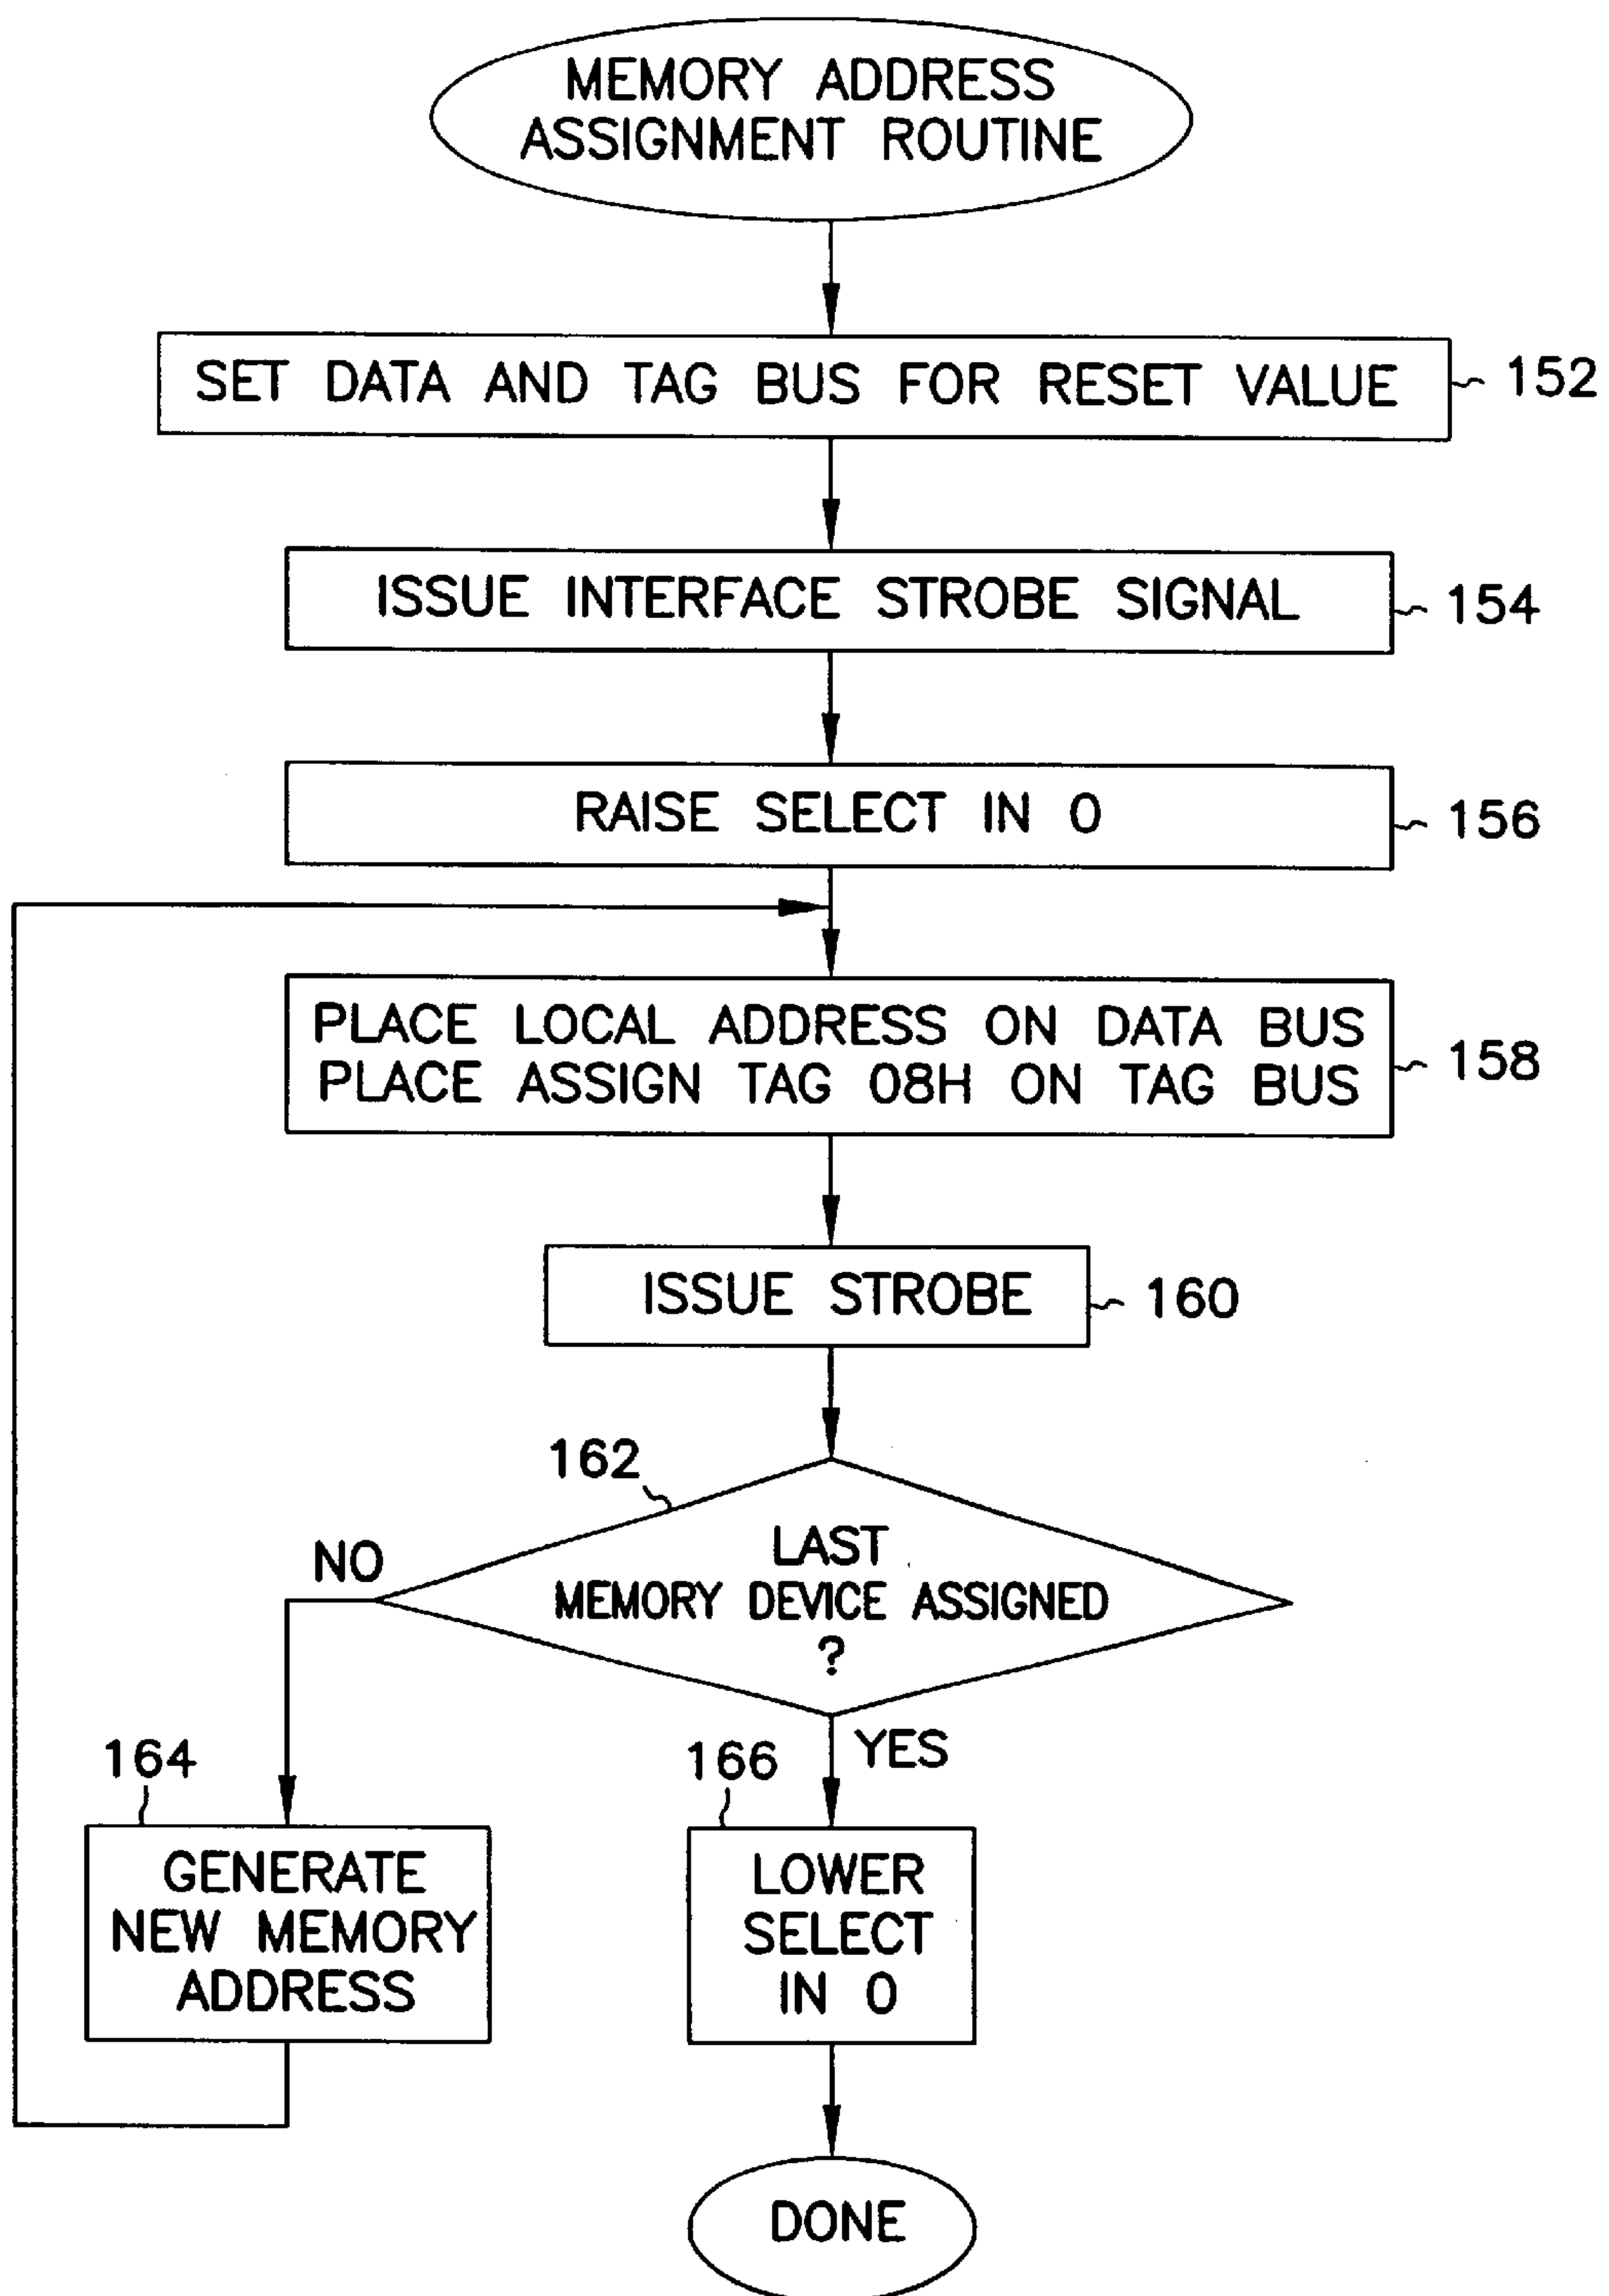 MEMORY ADDRESS
ASSIGNMENT ROUTINE
SET DATA AND TAG BUS FOR RESET VALUE
152
ISSUE INTERFACE STROBE SIGNAL
154
RAISE SELECT IN 0
156
PLACE LOCAL ADDRESS ON DATA BUS
PLACE ASSIGN TAG 08H ON TAG BUS
158
ISSUE STROBE
160
162
NO
LAST
MEMORY DEVICE ASSIGNED
?
YES
164
GENERATE
NEW MEMORY
ADDRESS
166
LOWER
SELECT
IN 0
DONE